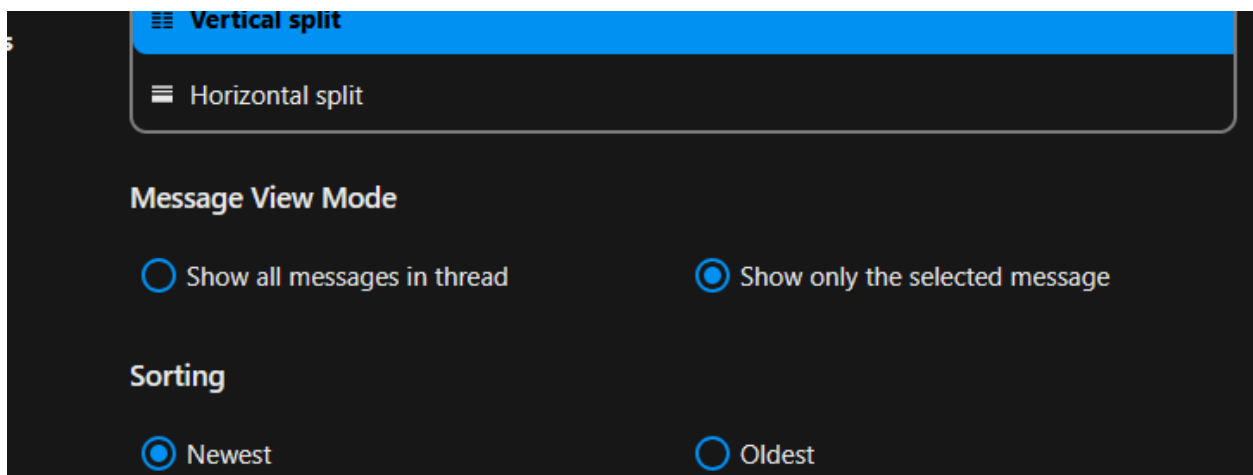 Vertical split
Horizontal split
Message View Mode
Show all messages in thread
Show only the selected message
Sorting
Newest
Oldest